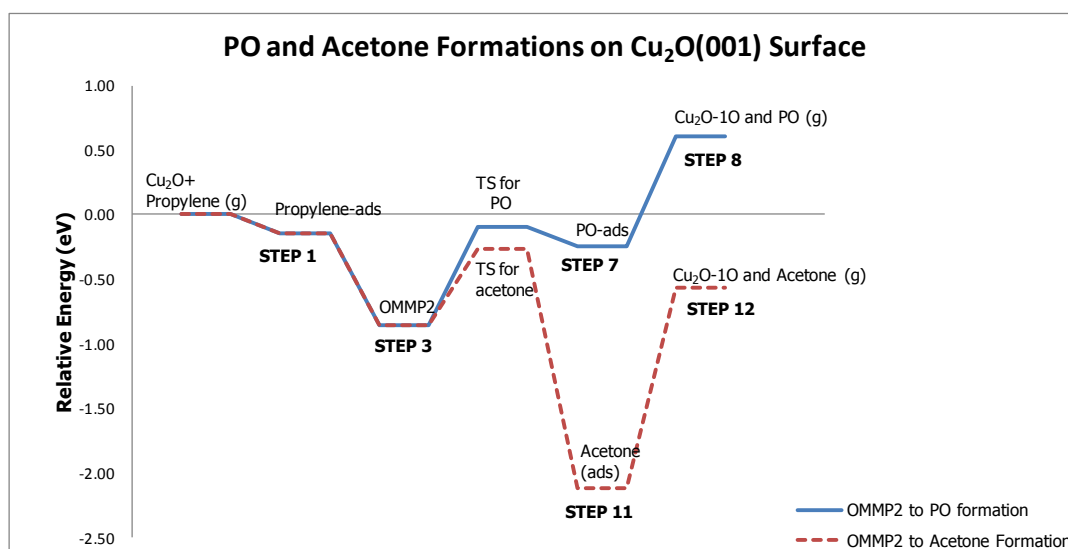 PO and Acetone Formations on Cu₂O(001) Surface
1.00
0.50
0.00
-0.50
-1.00
-1.50
-2.00
-2.50
Relative Energy (eV)
Cu₂O+
Propylene (g)
Propylene-ads
STEP 1
OMMP2
STEP 3
TS for
PO
TS for
acetone
PO-ads
STEP 7
Cu₂O-1O and PO (g)
STEP 8
Acetone
(ads)
STEP 11
Cu₂O-1O and Acetone (g)
STEP 12
OMMP2 to PO formation
OMMP2 to Acetone Formation